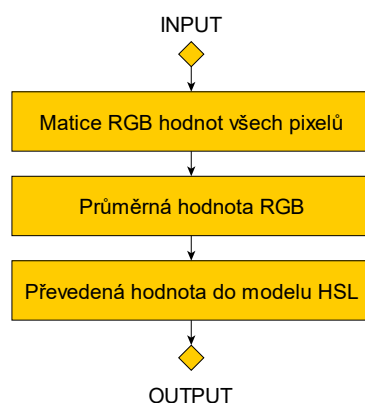 INPUT
Matice RGB hodnot všech pixelů
Průměrná hodnota RGB
Převedená hodnota do modelu HSL
OUTPUT